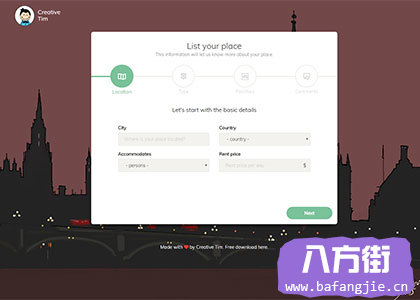 Creative
Tim
List your place
This information will let us know more about your place.
Location
Type
Facilities
Comments
Let's start with the basic details
City
Country
Where is your place located?
- country -
Accommodates
Rent price
- persons -
Rent price per day
$
Next
Made with ❤ by Creative Tim. Free download here.
八方街
www.bafangjie.cn